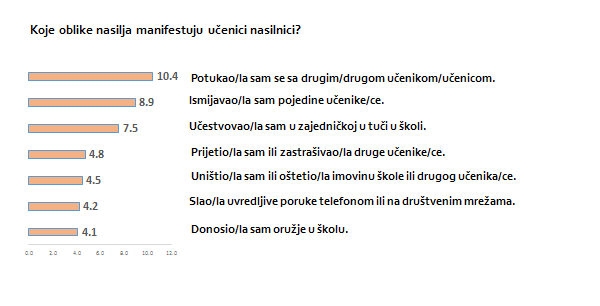 Koje oblike nasilja manifestuju učenici nasilnici?
10.4 Potukao/la sam se sa drugim/drugom učenikom/učenicom.
8.9 Ismijavao/la sam pojedine učenike/ce.
7.5 Učestvovao/la sam u zajedničkoj u tuči u školi.
4.8 Prijetio/la sam ili zastrašivao/la druge učenike/ce.
4.5 Uništio/la sam ili oštetio/la imovinu škole ili drugog učenika/ce.
4.2 Slao/la uvredljive poruke telefonom ili na društvenim mrežama.
4.1 Donosio/la sam oružje u školu.
0.0 2.0 4.0 6.0 8.0 10.0 12.0